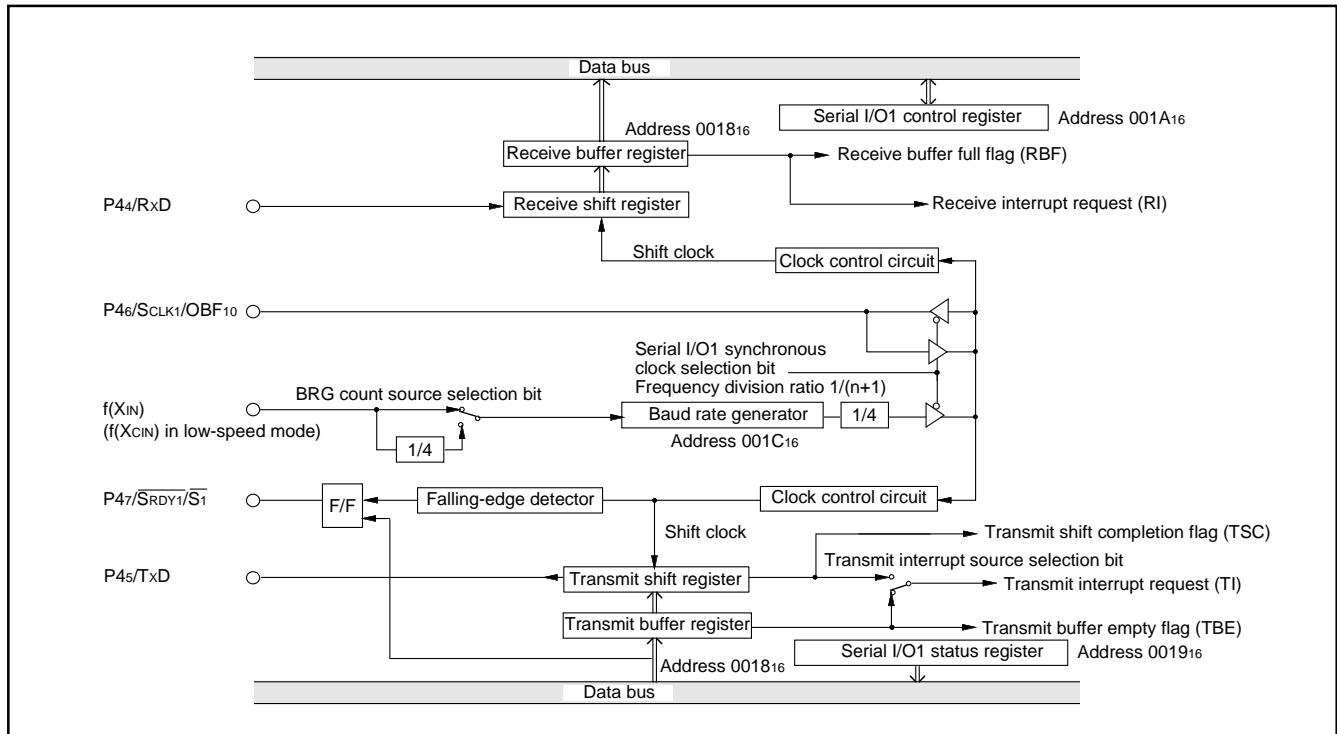 Data bus
Serial I/O1 control register
Address 001A16
Address 001816
Receive buffer register
Receive buffer full flag (RBF)
P44/RXD
Receive shift register
Receive interrupt request (RI)
Shift clock
Clock control circuit
P46/SCLK1/OBF10
Serial I/O1 synchronous
clock selection bit
Frequency division ratio 1/(n+1)
BRG count source selection bit
f(XIN)
(f(XCIN) in low-speed mode)
Baud rate generator
1/4
Address 001C16
1/4
P47/SRDY1/S1
F/F
Falling-edge detector
Clock control circuit
Shift clock
Transmit shift completion flag (TSC)
Transmit interrupt source selection bit
P45/TXD
Transmit shift register
Transmit interrupt request (TI)
Transmit buffer register
Transmit buffer empty flag (TBE)
Address 001816
Serial I/O1 status register
Address 001916
Data bus